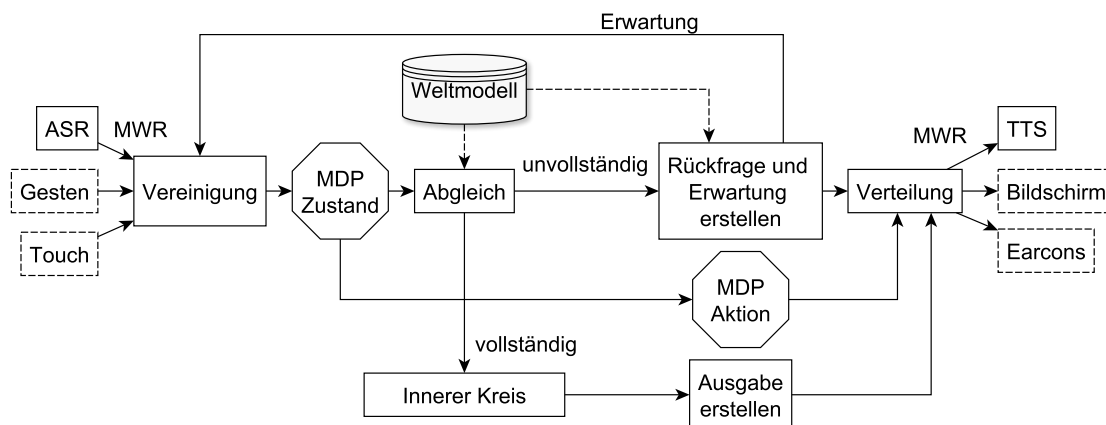 Erwartung
Weltmodell
ASR
MWR
MWR
TTS
Gesten
Vereinigung
MDP
Zustand
Abgleich
unvollständig
Rückfrage und
Erwartung
erstellen
Verteilung
Bildschirm
Touch
Earcons
MDP
Aktion
vollständig
Innerer Kreis
Ausgabe
erstellen